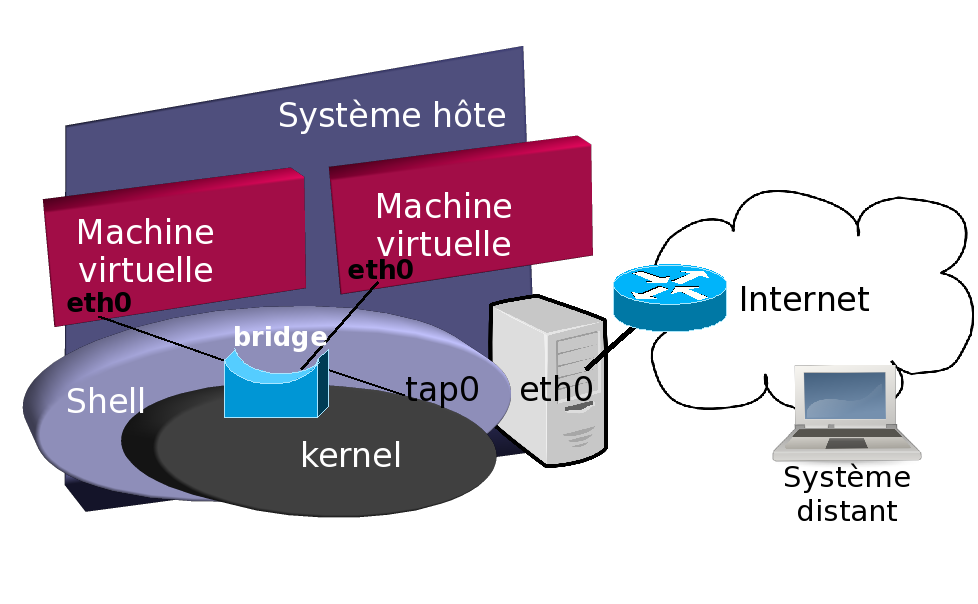 Système hôte
Machine
virtuelle
eth0
Machine
virtuelle
eth0
bridge
Shell
tap0
kernel
eth0
Internet
Système
distant